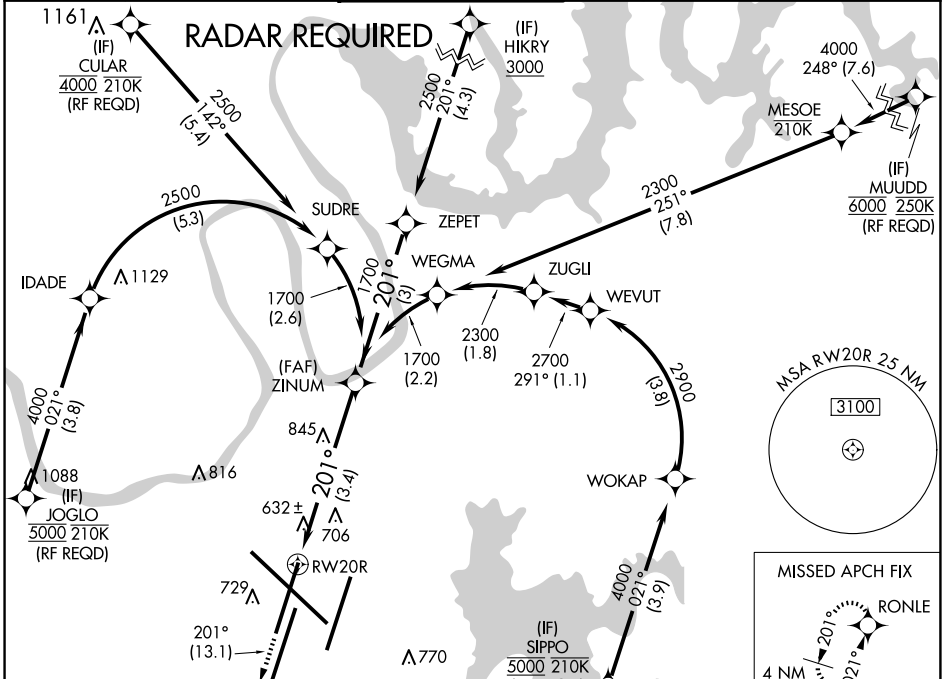 1161
(IF)
CULAR
4000 210K
(RF REQD)
RADAR REQUIRED
(IF)
HIKRY
3000
2500
201°
(4.3)
4000
248° (7.6)
MESOE
210K
(IF)
MUUDD
6000 250K
(RF REQD)
2500
142°
(5.4)
2300
251°
(7.8)
2500
(5.3)
SUDRE
ZEPET
IDADE
1129
1700
(2.6)
1700
201°
(3)
WEGMA
ZUGLI
WEVUT
2300
(1.8)
1700
(2.2)
2700
291° (1.1)
2900
(3.8)
(FAF)
ZINUM
MSA RW20R 25 NM
3100
4000
021°
(3.8)
845
201°
(3.4)
1088
(IF)
JOGLO
5000 210K
(RF REQD)
816
WOKAP
632 ±
706
RW20R
729
201°
(13.1)
4000
021°
(3.9)
(IF)
SIPPO
5000 210K
770
MISSED APCH FIX
RONLE
201°
021°
4 NM